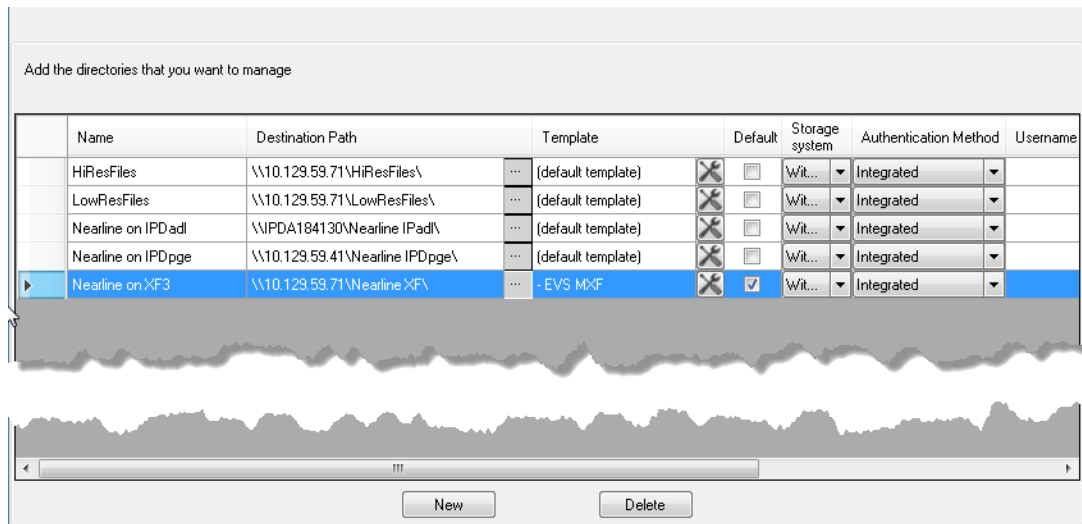 Add the directories that you want to manage
Name Destination Path Template Default Storage system Authentication Method Username
HiResFiles \\10.129.59.71\HiResFiles\ ... (default template) Wit... Integrated
LowResFiles \\10.129.59.71\LowResFiles\ ... (default template) Wit... Integrated
Nearline on IPDadl \\IPDA184130\Nearline IPadl\ ... (default template) Wit... Integrated
Nearline on IPDpge \\10.129.59.41\Nearline IPDpge\ ... (default template) Wit... Integrated
Nearline on XF3 \\10.129.59.71\Nearline XF\ ... - EVS MXF Wit... Integrated
New Delete